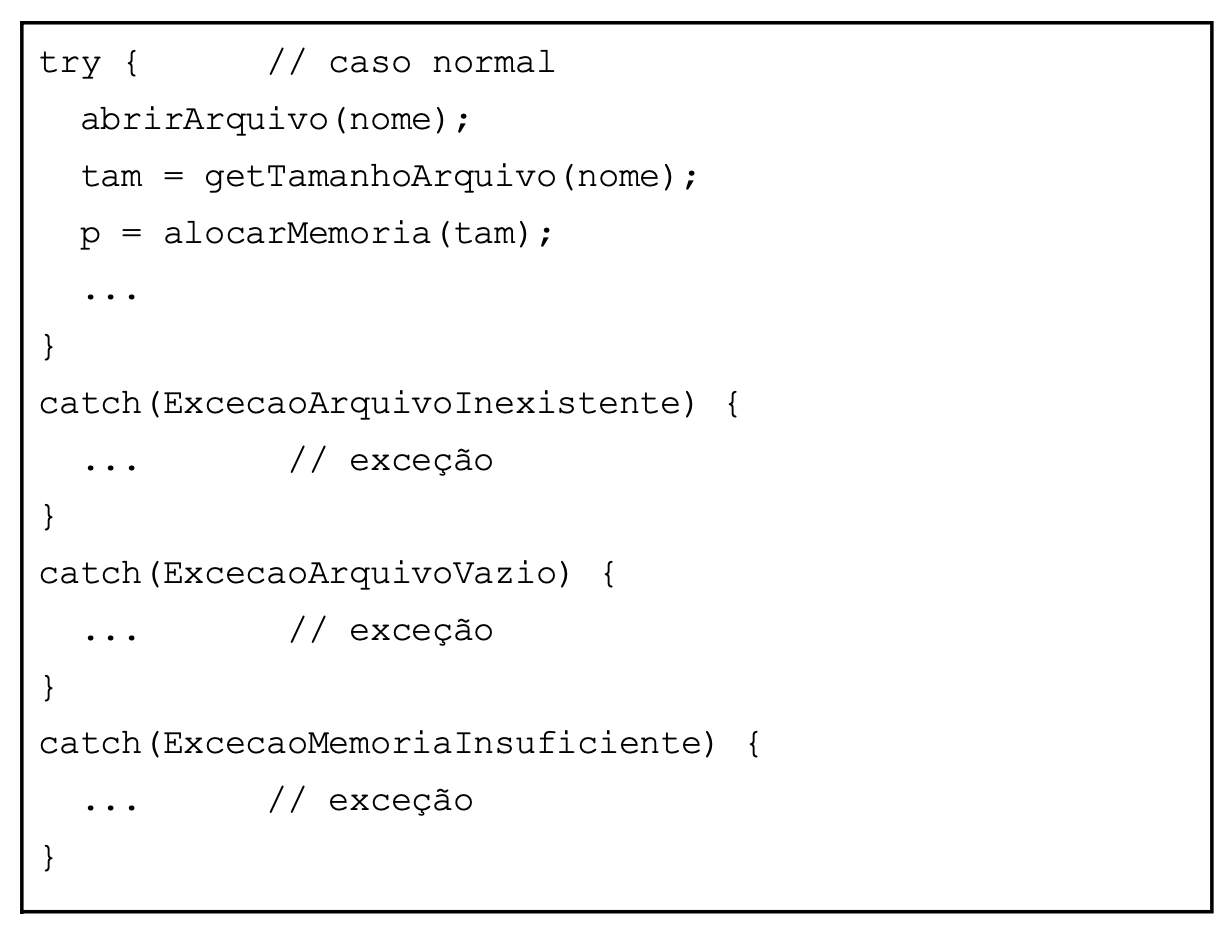 try {      // caso normal
  abrirArquivo(nome);
  tam = getTamanhoArquivo(nome);
  p = alocarMemoria(tam);
  ...
}
catch(ExcecaoArquivoInexistente) {
  ...       // exceção
}
catch(ExcecaoArquivoVazio) {
  ...       // exceção
}
catch(ExcecaoMemoriaInsuficiente) {
  ...      // exceção
}